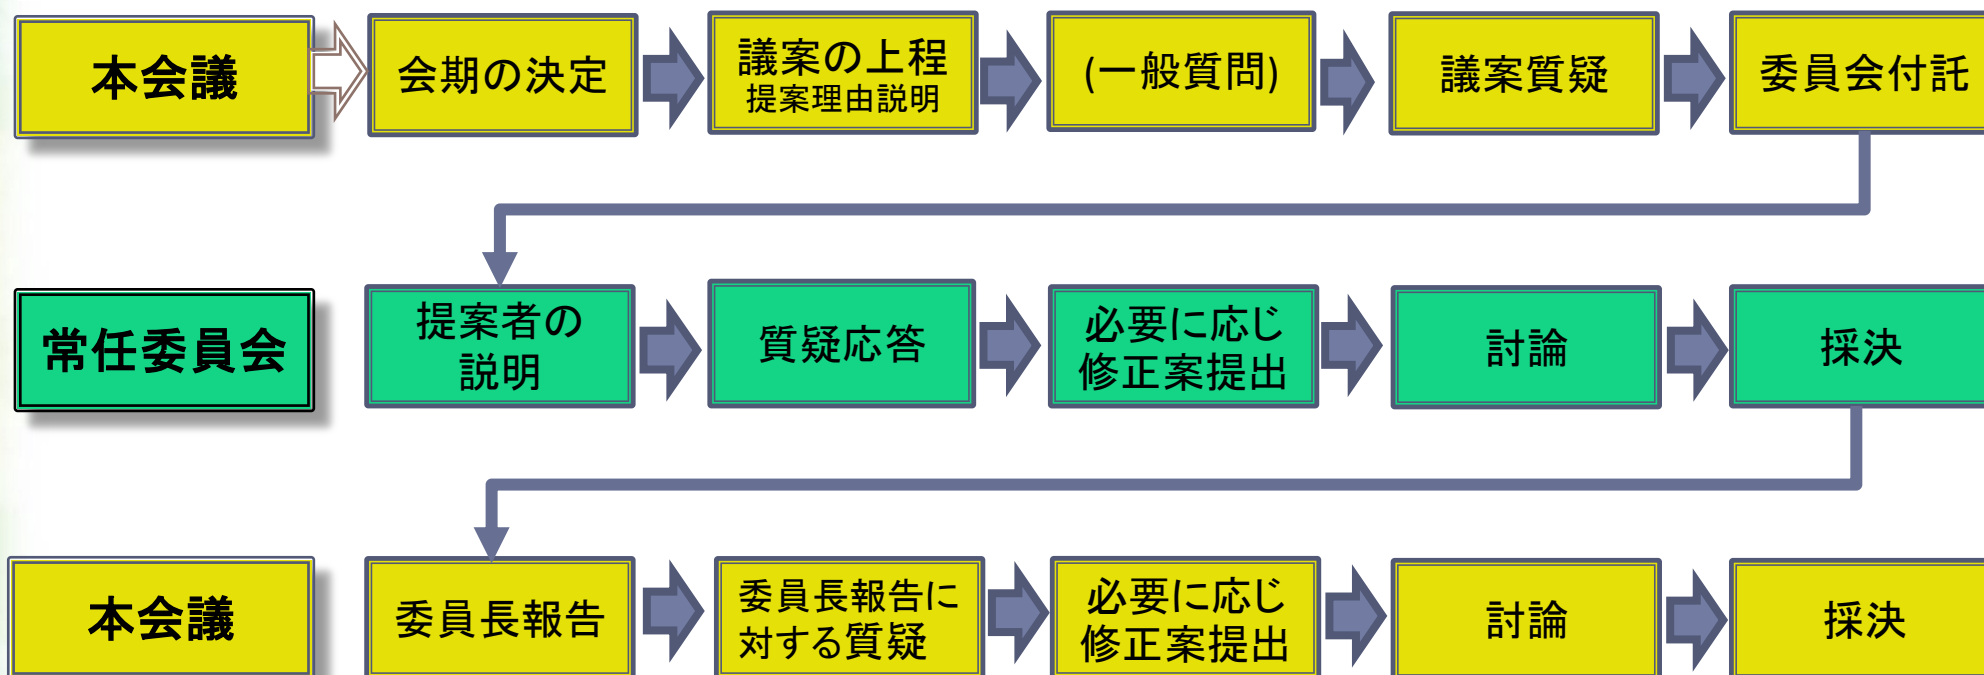 本会議
会期の決定
議案の上程
提案理由説明
(一般質問)
議案質疑
委員会付託
常任委員会
提案者の
説明
質疑応答
必要に応じ
修正案提出
討論
採決
本会議
委員長報告
委員長報告に
対する質疑
必要に応じ
修正案提出
討論
採決